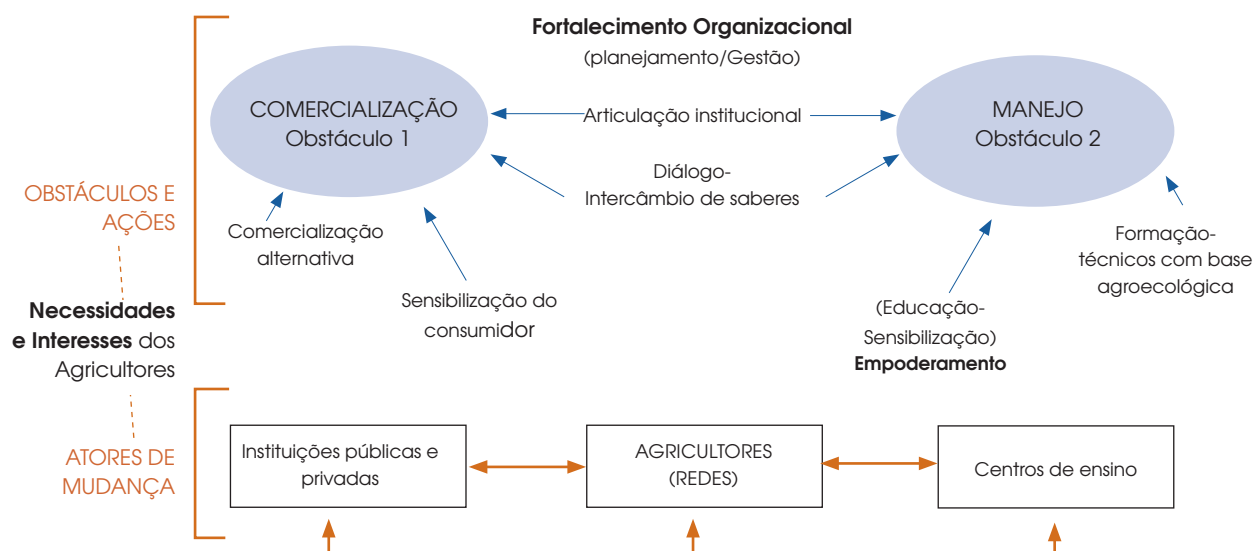 Fortalecimento Organizacional
(planejamento/Gestão)
COMERCIALIZAÇÃO
Obstáculo 1
Articulação institucional
MANEJO
Obstáculo 2
Diálogo-
Intercâmbio de saberes
OBSTÁCULOS E
AÇÕES
Comercialização
alternativa
Formação-
técnicos com base
agroecológica
Sensibilização do
consumidor
(Educação-
Sensibilização)
Empoderamento
Necessidades
e Interesses dos
Agricultores
ATORES DE
MUDANÇA
Instituições públicas e
privadas
AGRICULTORES
(REDES)
Centros de ensino